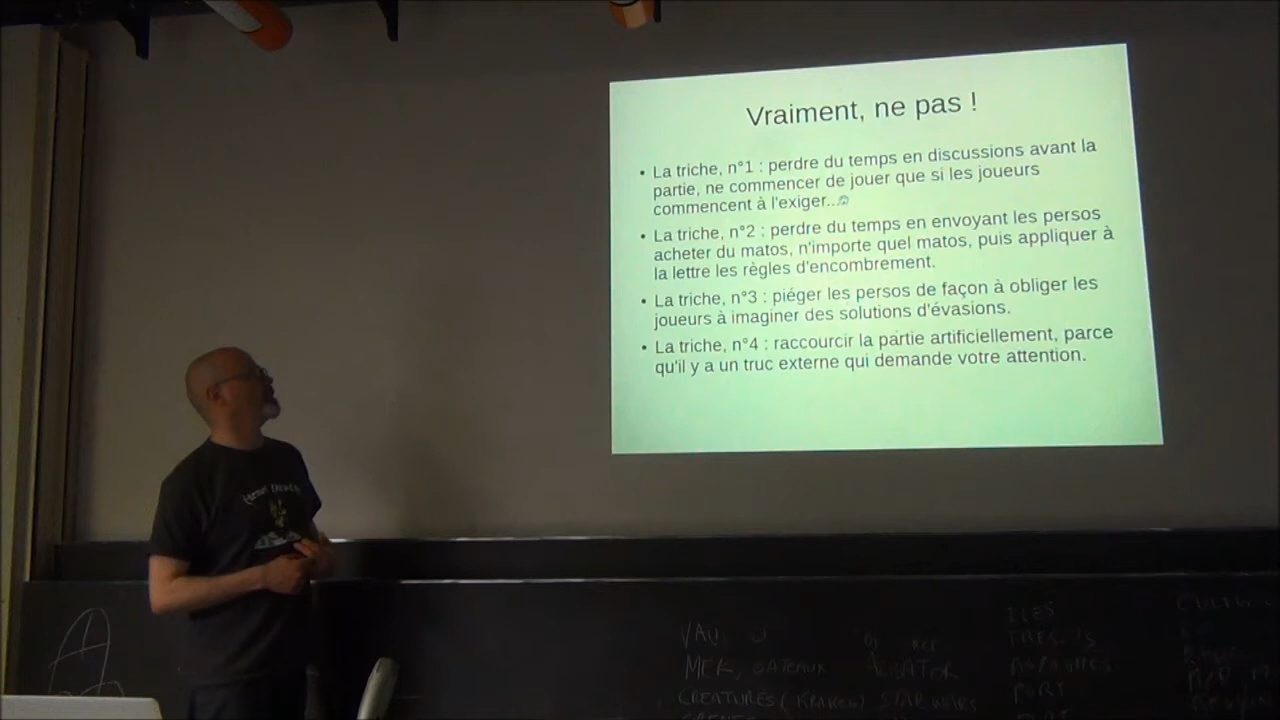 Vraiment, ne pas !
• La triche, n°1 : perdre du temps en discussions avant la
partie, ne commencer de jouer que si les joueurs
commencent à l'exiger...
• La triche, n°2 : perdre du temps en envoyant les persos
acheter du matos, n'importe quel matos, puis appliquer à
la lettre les règles d'encombrement.
• La triche, n°3 : piéger les persos de façon à obliger les
joueurs à imaginer des solutions d'évasions.
• La triche, n°4 : raccourcir la partie artificiellement, parce
qu'il y a un truc externe qui demande votre attention.
A
ILES
MER, BATEAUX ALIGATOR
CREATURES (KRAKEN) STAR WARS
PORT